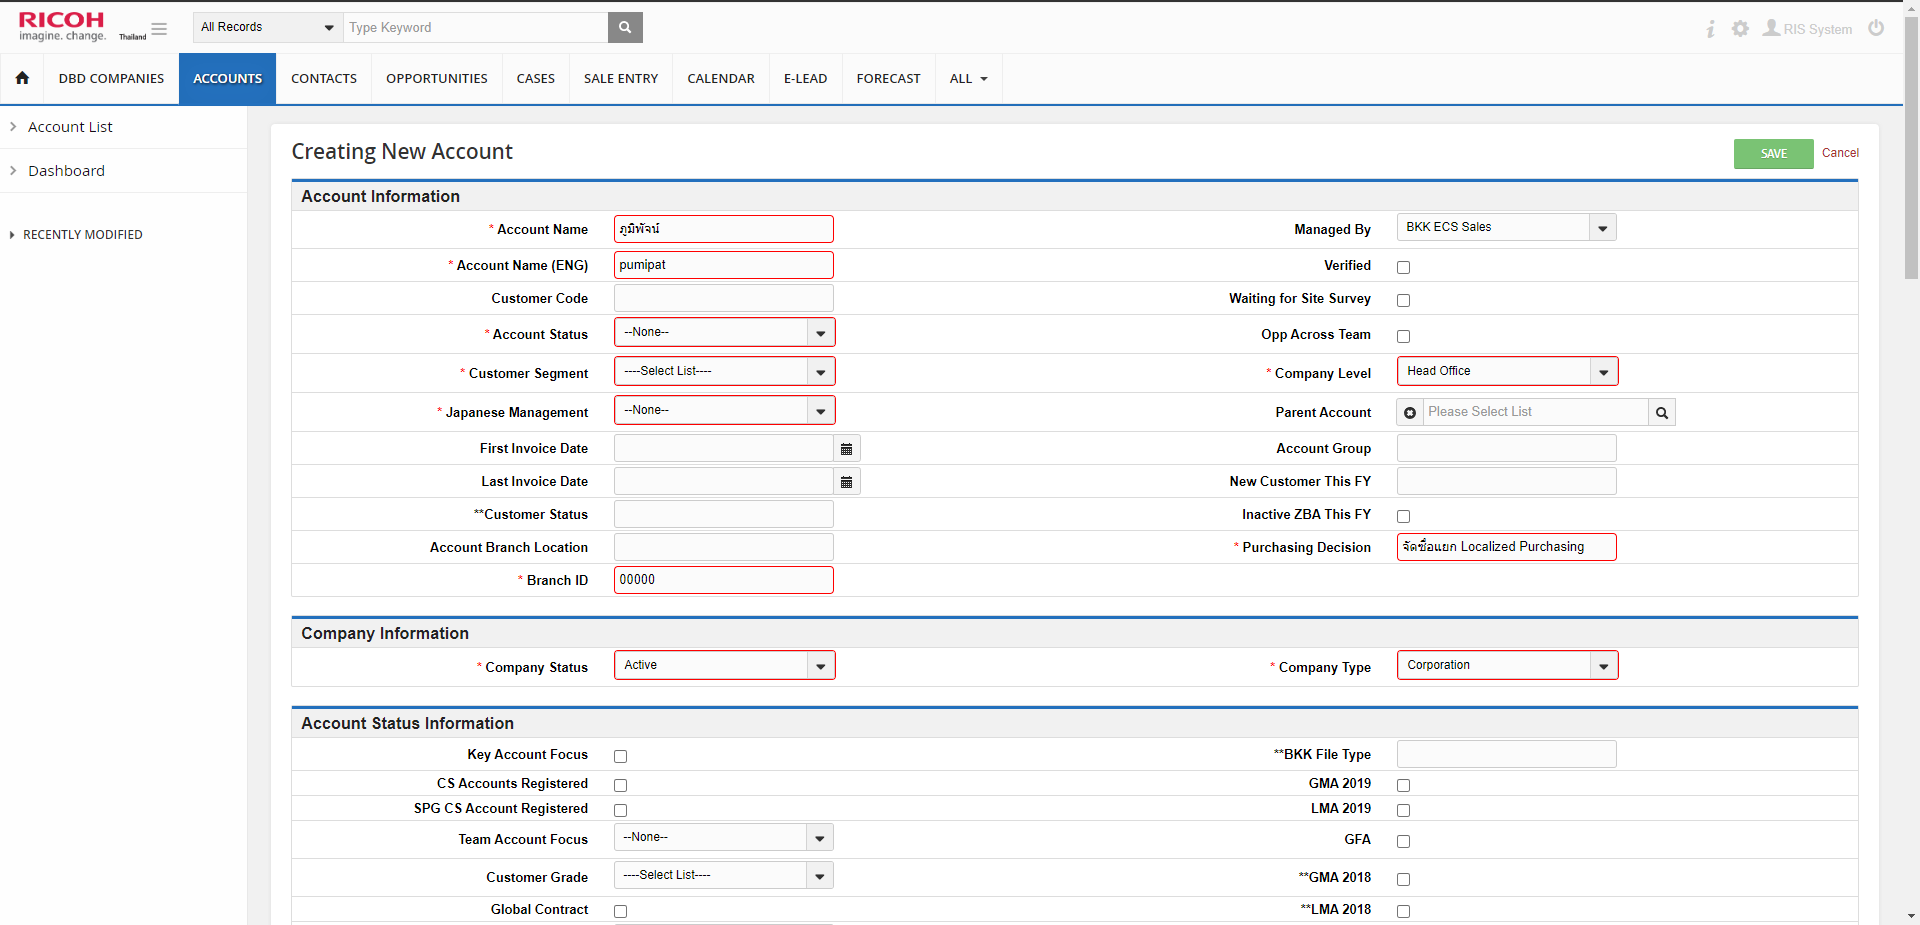 RICOH
imagine. change. Thailand
All Records Type Keyword
RIS System
DBD COMPANIES ACCOUNTS CONTACTS OPPORTUNITIES CASES SALE ENTRY CALENDAR E-LEAD FORECAST ALL
Account List
Dashboard
RECENTLY MODIFIED
Creating New Account
SAVE Cancel
Account Information
* Account Name ภูมิพัจน์ Managed By BKK ECS Sales
* Account Name (ENG) pumipat Verified
Customer Code Waiting for Site Survey
* Account Status --None-- Opp Across Team
* Customer Segment ----Select List---- * Company Level Head Office
* Japanese Management --None-- Parent Account Please Select List
First Invoice Date Account Group
Last Invoice Date New Customer This FY
**Customer Status Inactive ZBA This FY
Account Branch Location * Purchasing Decision จัดซื้อแยก Localized Purchasing
* Branch ID 00000
Company Information
* Company Status Active * Company Type Corporation
Account Status Information
Key Account Focus **BKK File Type
CS Accounts Registered GMA 2019
SPG CS Account Registered LMA 2019
Team Account Focus --None-- GFA
Customer Grade ----Select List---- **GMA 2018
Global Contract **LMA 2018